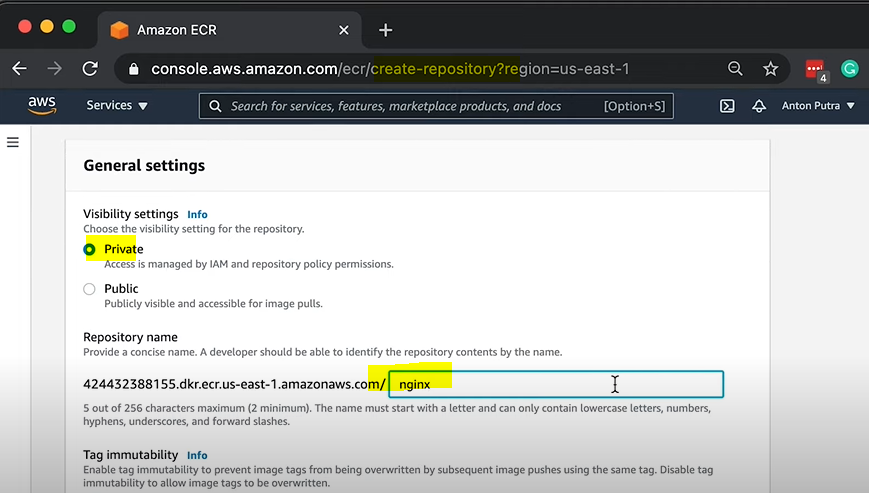 Amazon ECR
console.aws.amazon.com/ecr/create-repository?region=us-east-1
4
aws
Services
Search for services, features, marketplace products, and docs
[Option+S]
Anton Putra
General settings
Visibility settings Info
Choose the visibility setting for the repository.
Private
Access is managed by IAM and repository policy permissions.
Public
Publicly visible and accessible for image pulls.
Repository name
Provide a concise name. A developer should be able to identify the repository contents by the name.
424432388155.dkr.ecr.us-east-1.amazonaws.com/ nginx
5 out of 256 characters maximum (2 minimum). The name must start with a letter and can only contain lowercase letters, numbers,
hyphens, underscores, and forward slashes.
Tag immutability Info
Enable tag immutability to prevent image tags from being overwritten by subsequent image pushes using the same tag. Disable tag
immutability to allow image tags to be overwritten.